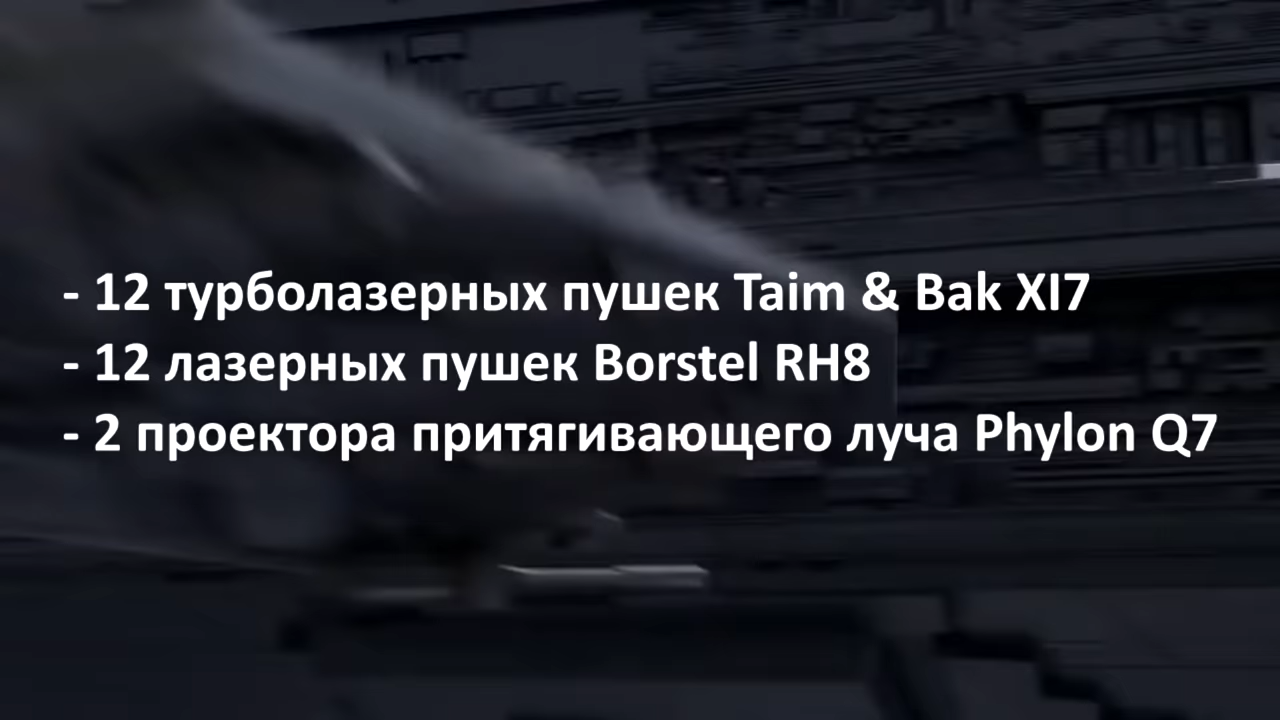 - 12 турболазерных пушек Taim & Bak XI7
- 12 лазерных пушек Borstel RH8
- 2 проектора притягивающего луча Phylon Q7